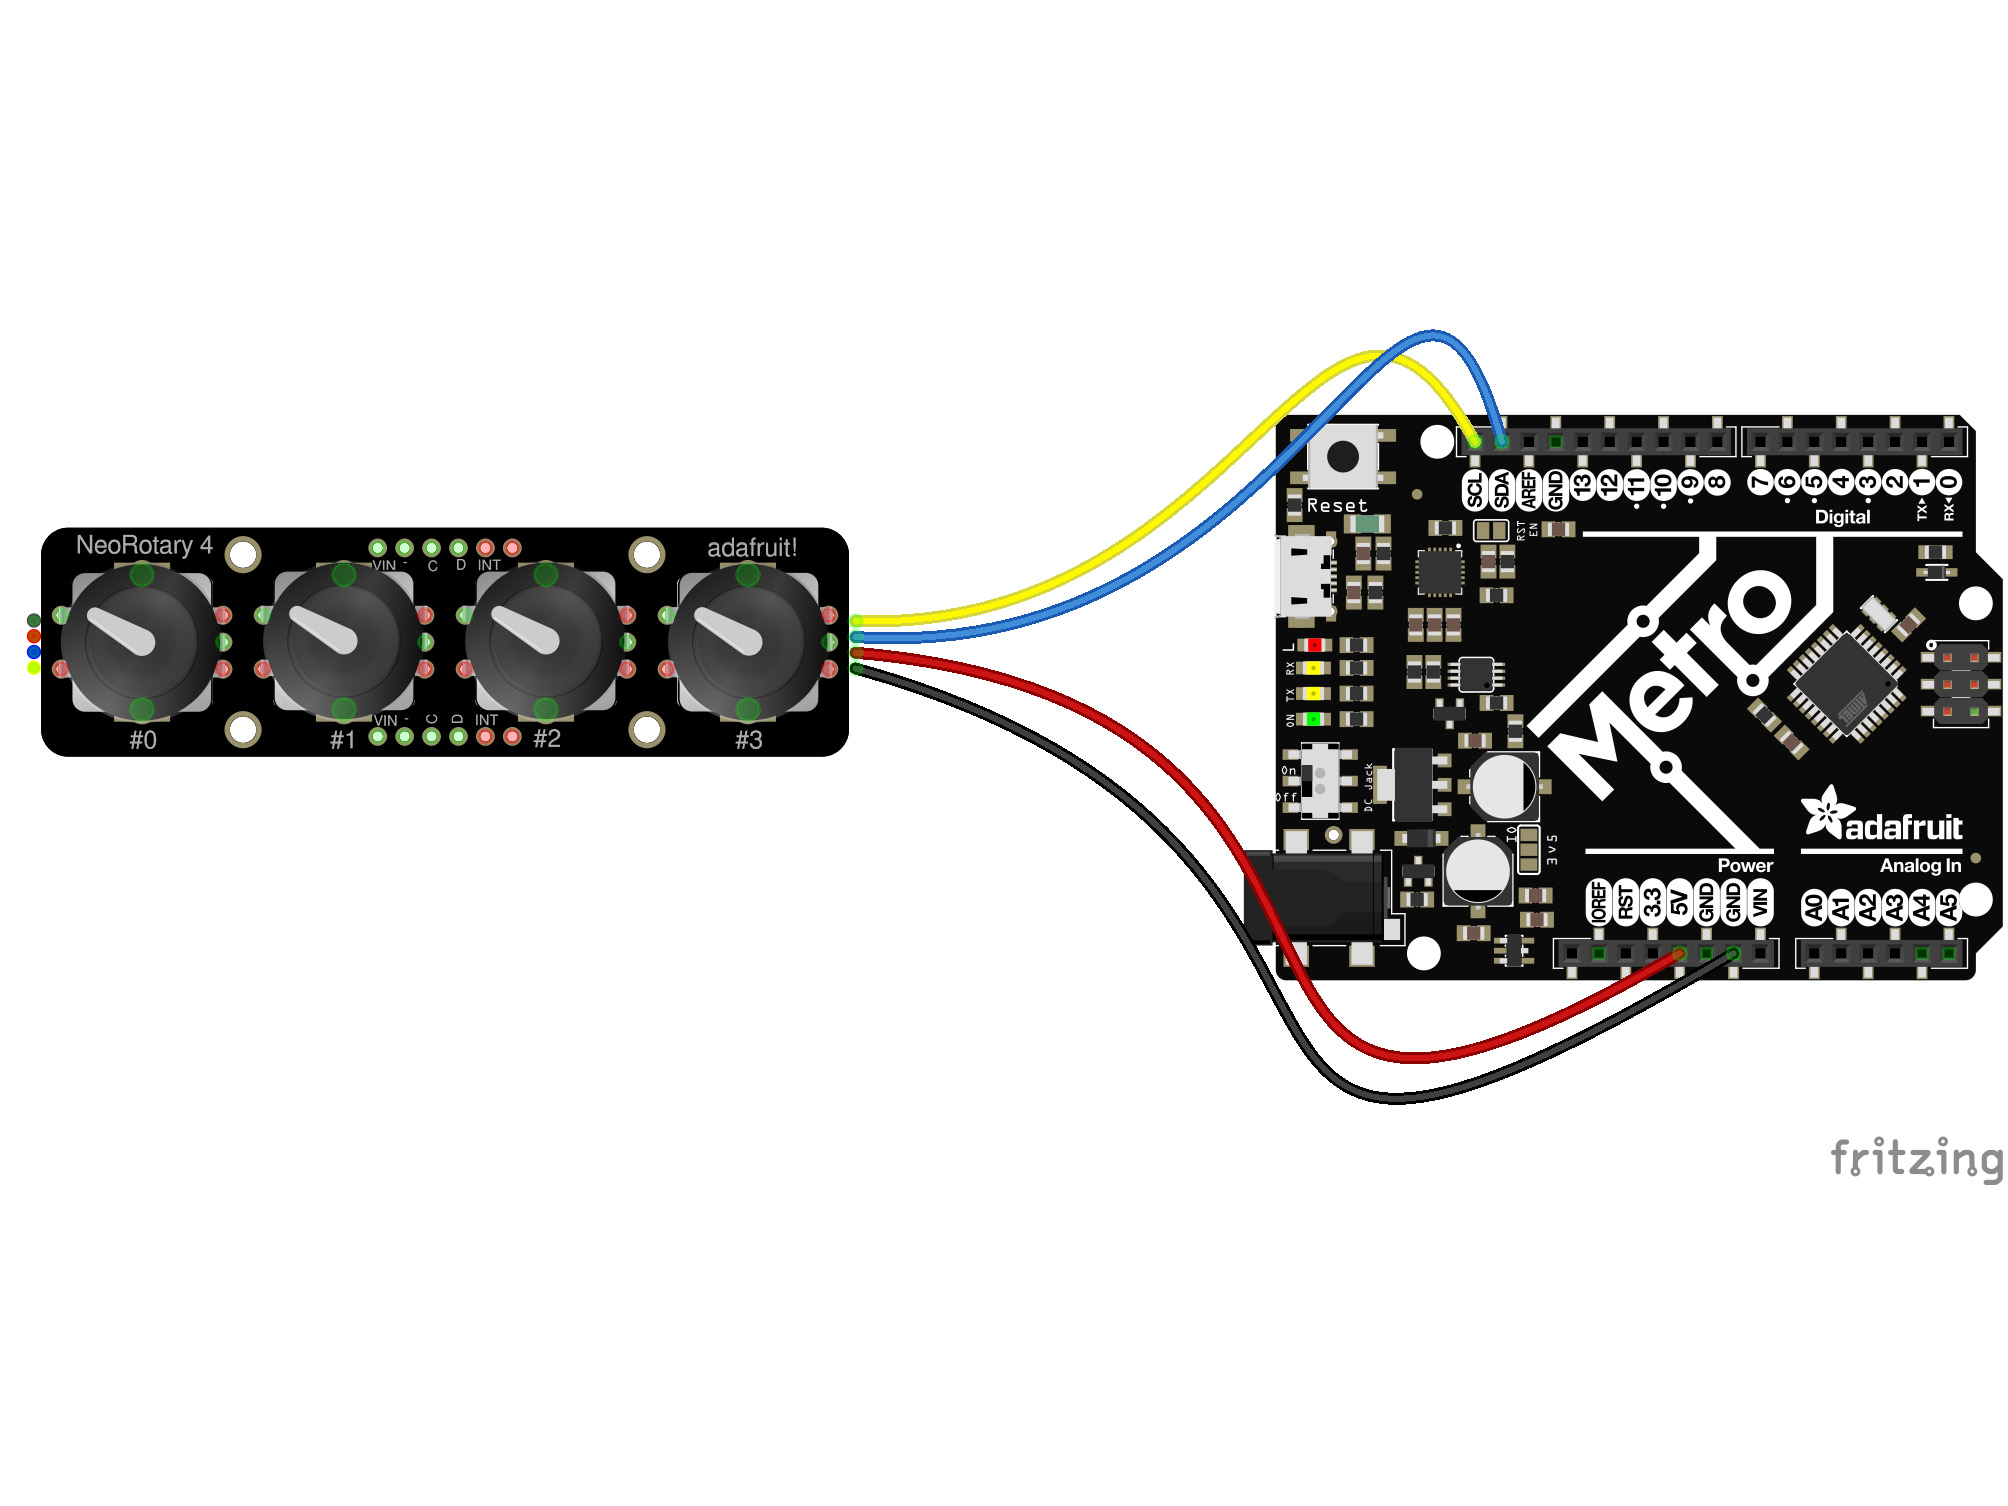 NeoRotary 4
adafruit!
VIN - C D INT
VIN - C D INT
#0
#1
#2
#3
Reset
SCL SDA AREF GND 13 12 11 10 9 8
7 6 5 4 3 2 1 0
TX RX
Digital
RST
EN
L
RX
TX
ON
Metro
On
Off
DC Jack
IO
3V5
adafruit
Power
Analog In
IOREF RST 3.3 5V GND GND VIN
A0 A1 A2 A3 A4 A5
fritzing